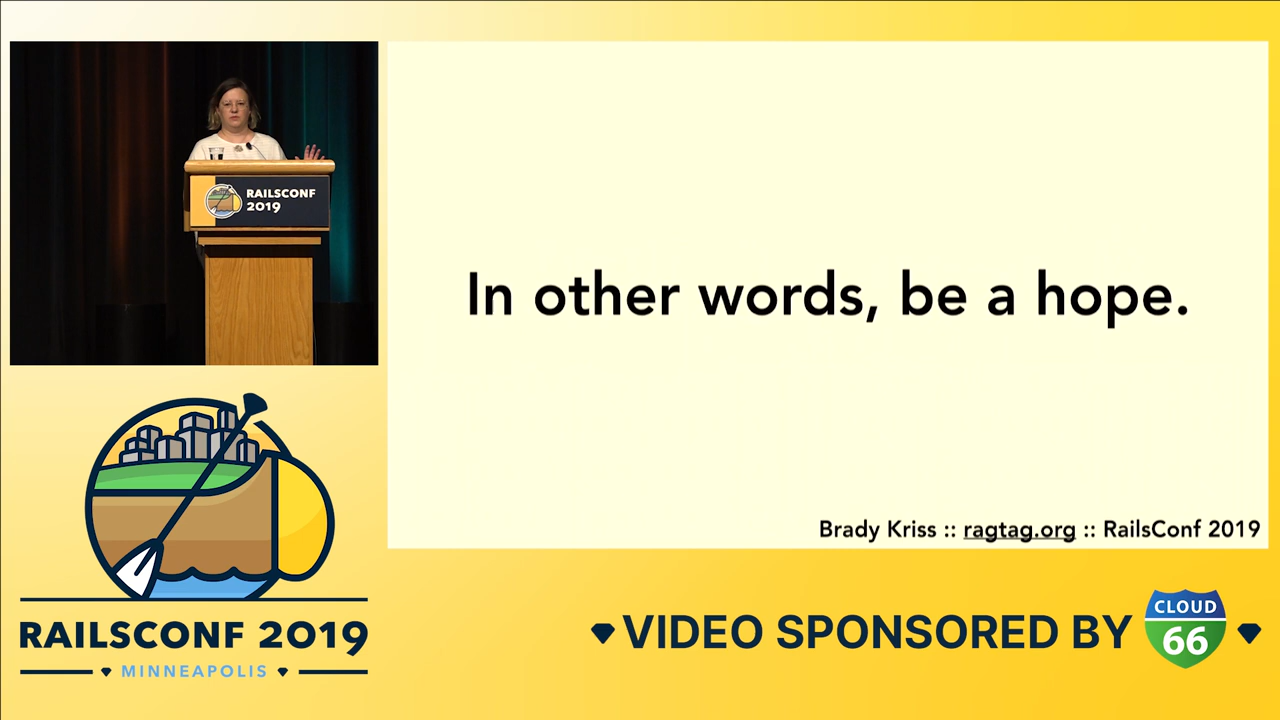 RAILSCONF
2019
In other words, be a hope.
Brady Kriss :: ragtag.org :: RailsConf 2019
RAILSCONF 2019
MINNEAPOLIS
VIDEO SPONSORED BY
CLOUD
66